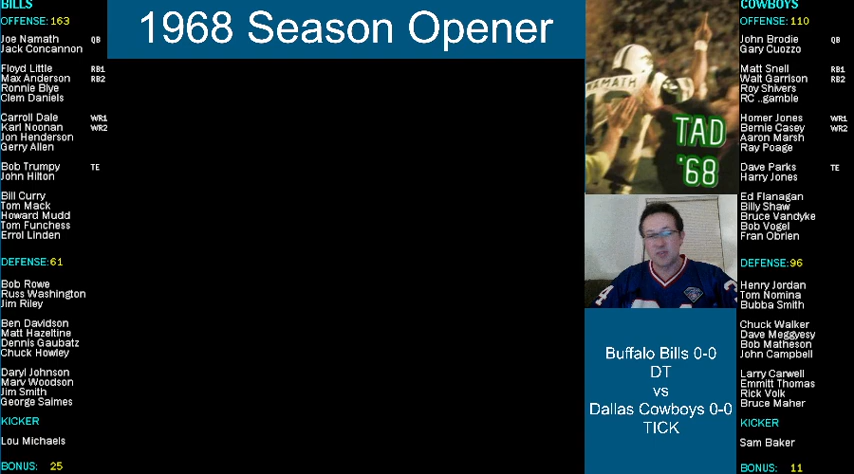 BILLS
OFFENSE:163
Joe Namath QB
Jack Concannon
Floyd Little RB1
Max Anderson RB2
Ronnie Blye
Clem Daniels
Carroll Dale WR1
Karl Noonan WR2
Jon Henderson
Gerry Allen
Bob Trumpy TE
John Hilton
Bill Curry
Tom Mack
Howard Mudd
Tom Funchess
Errol Linden
DEFENSE:61
Bob Rowe
Russ Washington
Jim Riley
Ben Davidson
Matt Hazeltine
Dennis Gaubatz
Chuck Howley
Daryl Johnson
Marv Woodson
Jim Smith
George Saimes
KICKER
Lou Michaels
BONUS: 25
1968 Season Opener
NAMATH
TAD
'68
Buffalo Bills 0-0
DT
vs
Dallas Cowboys 0-0
TICK
COWBOYS
OFFENSE:110
John Brodie QB
Gary Cuozzo
Matt Snell RB1
Walt Garrison RB2
Roy Shivers
RC ..gamble
Homer Jones WR1
Bernie Casey WR2
Aaron Marsh
Ray Poage
Dave Parks TE
Harry Jones
Ed Flanagan
Billy Shaw
Bruce Vandyke
Bob Vogel
Fran Obrien
DEFENSE:96
Henry Jordan
Tom Nomina
Bubba Smith
Chuck Walker
Dave Meggyesy
Bob Matheson
John Campbell
Larry Carwell
Emmitt Thomas
Rick Volk
Bruce Maher
KICKER
Sam Baker
BONUS: 11